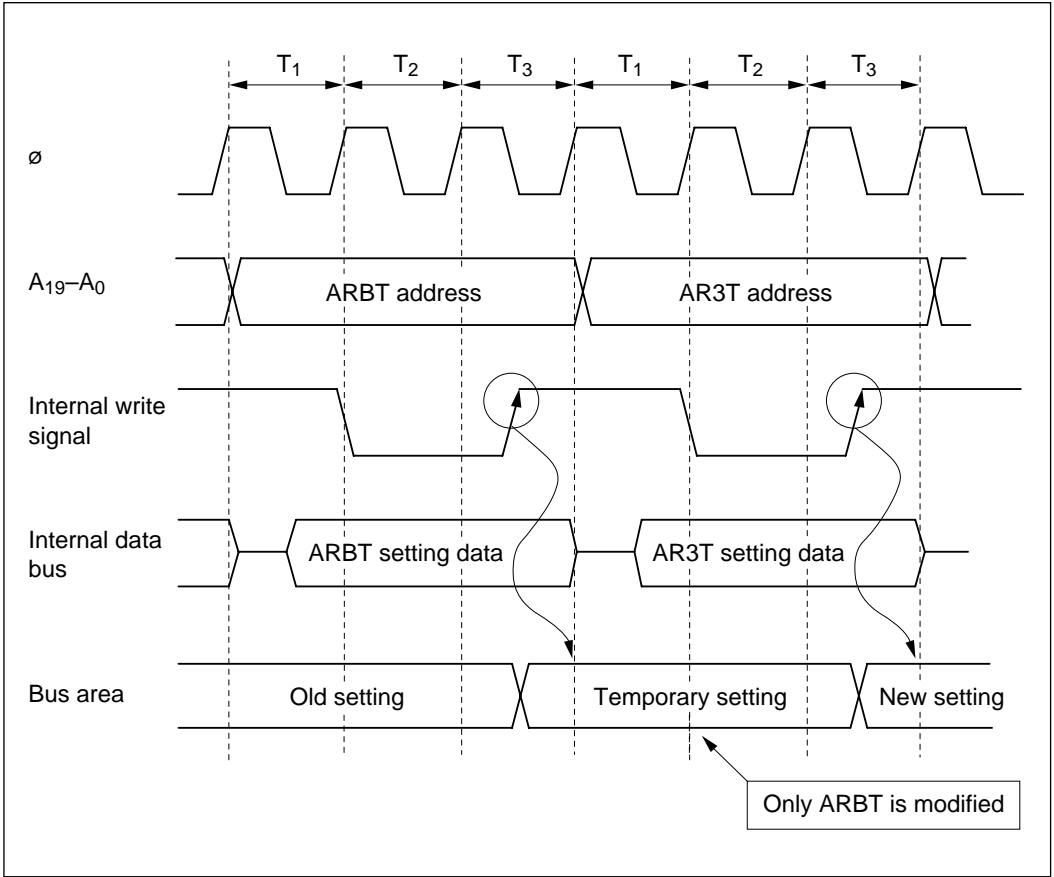 T1 T2 T3 T1 T2 T3
ø
A19–A0
ARBT address AR3T address
Internal write
signal
Internal data
bus
ARBT setting data AR3T setting data
Bus area
Old setting Temporary setting New setting
Only ARBT is modified